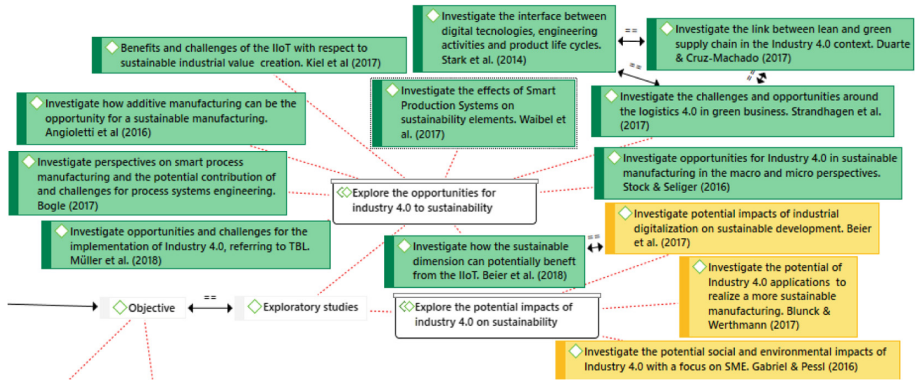 Investigate the interface between
digital tecnologies, engineering
activities and product life cycles.
Stark et al. (2014)
==
Investigate the link between lean and green
supply chain in the Industry 4.0 context. Duarte
& Cruz-Machado (2017)
Benefits and challenges of the IIoT with respect to
sustainable industrial value creation. Kiel et al (2017)
==
==
Investigate the effects of Smart
Production Systems on
sustainability elements. Waibel et
al. (2017)
Investigate the challenges and opportunities around
the logistics 4.0 in green business. Strandhagen et al.
(2017)
Investigate how additive manufacturing can be the
opportunity for a sustainable manufacturing.
Angioletti et al (2016)
Investigate perspectives on smart process
manufacturing and the potential contribution of
and challenges for process systems engineering.
Bogle (2017)
Investigate opportunities for Industry 4.0 in sustainable
manufacturing in the macro and micro perspectives.
Stock & Seliger (2016)
Explore the opportunities for
industry 4.0 to sustainability
Investigate potential impacts of industrial
digitalization on sustainable development. Beier
et al. (2017)
Investigate opportunities and challenges for the
implementation of Industry 4.0, referring to TBL.
Müller et al. (2018)
Investigate how the sustainable
dimension can potentially beneft
from the IIoT. Beier et al. (2018)
==
Investigate the potential of
Industry 4.0 applications to
realize a more sustainable
manufacturing. Blunck &
Werthmann (2017)
Objective
==
Exploratory studies
Explore the potential impacts of
industry 4.0 on sustainability
Investigate the potential social and environmental impacts of
Industry 4.0 with a focus on SME. Gabriel & Pessl (2016)